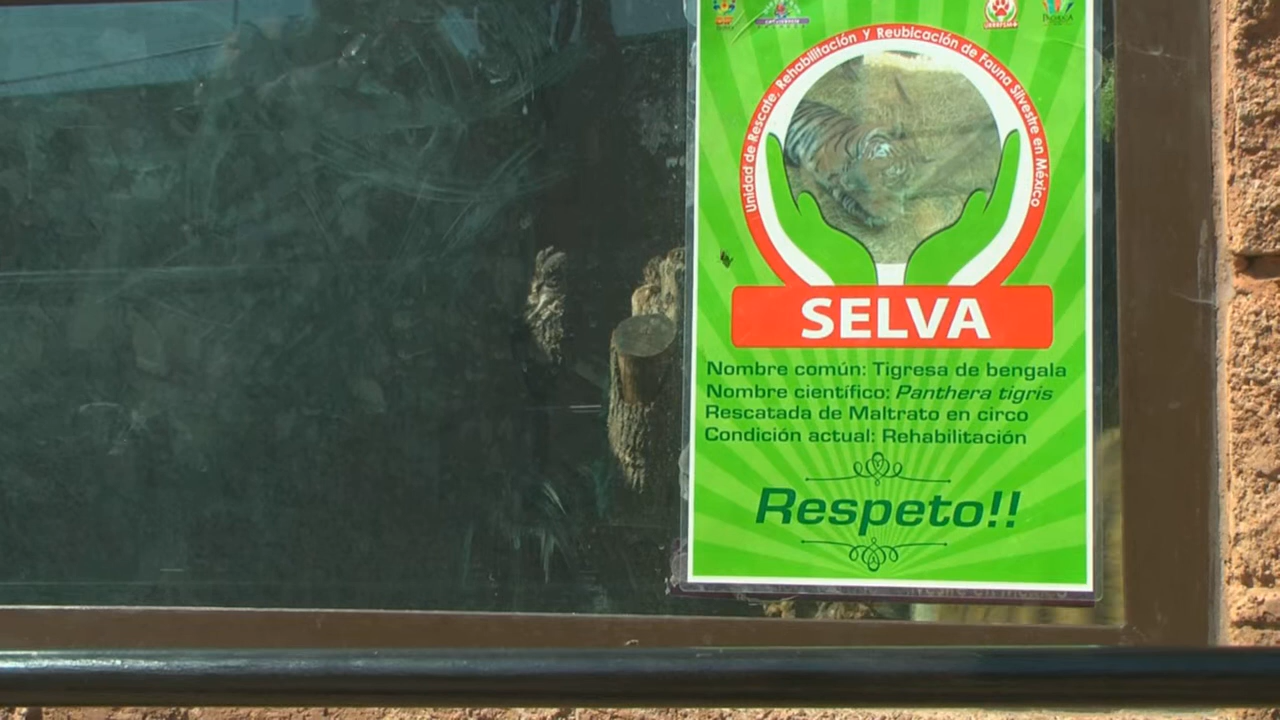 Unidad de Rescate, Rehabilitación Y Reubicación de Fauna Silvestre en México
SELVA
Nombre común: Tigresa de bengala
Nombre científico: Panthera tigris
Rescatada de Maltrato en circo
Condición actual: Rehabilitación
Respeto!!